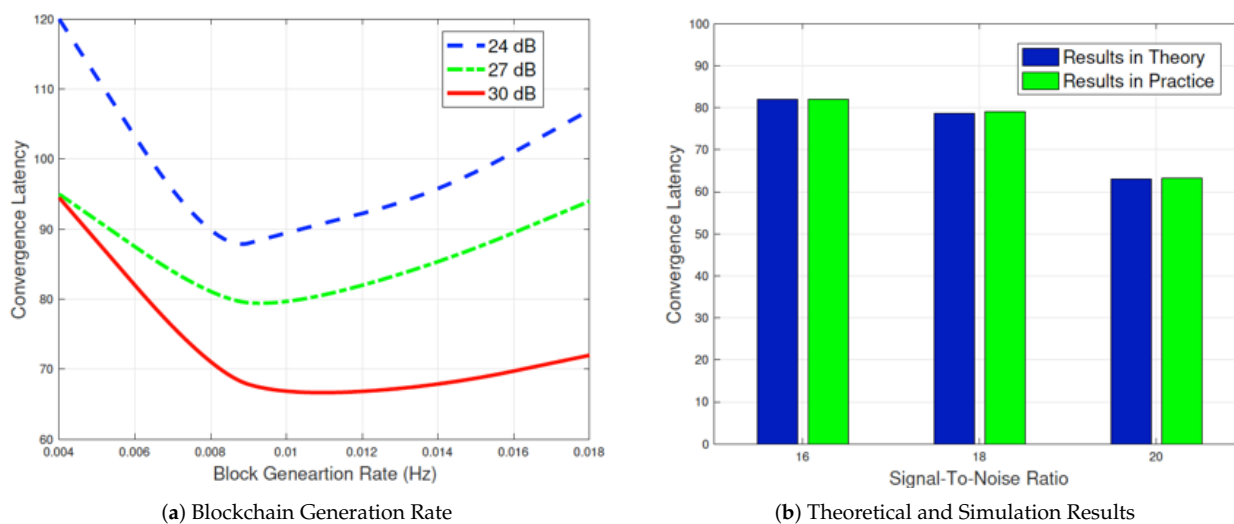 120
110
100
90
80
70
60
Convergence Latency
24 dB
27 dB
30 dB
0.004 0.006 0.008 0.01 0.012 0.014 0.016 0.018
Block Geneartion Rate (Hz)
(a) Blockchain Generation Rate
100
90
80
70
60
50
40
30
20
10
0
Convergence Latency
Results in Theory
Results in Practice
16 18 20
Signal-To-Noise Ratio
(b) Theoretical and Simulation Results